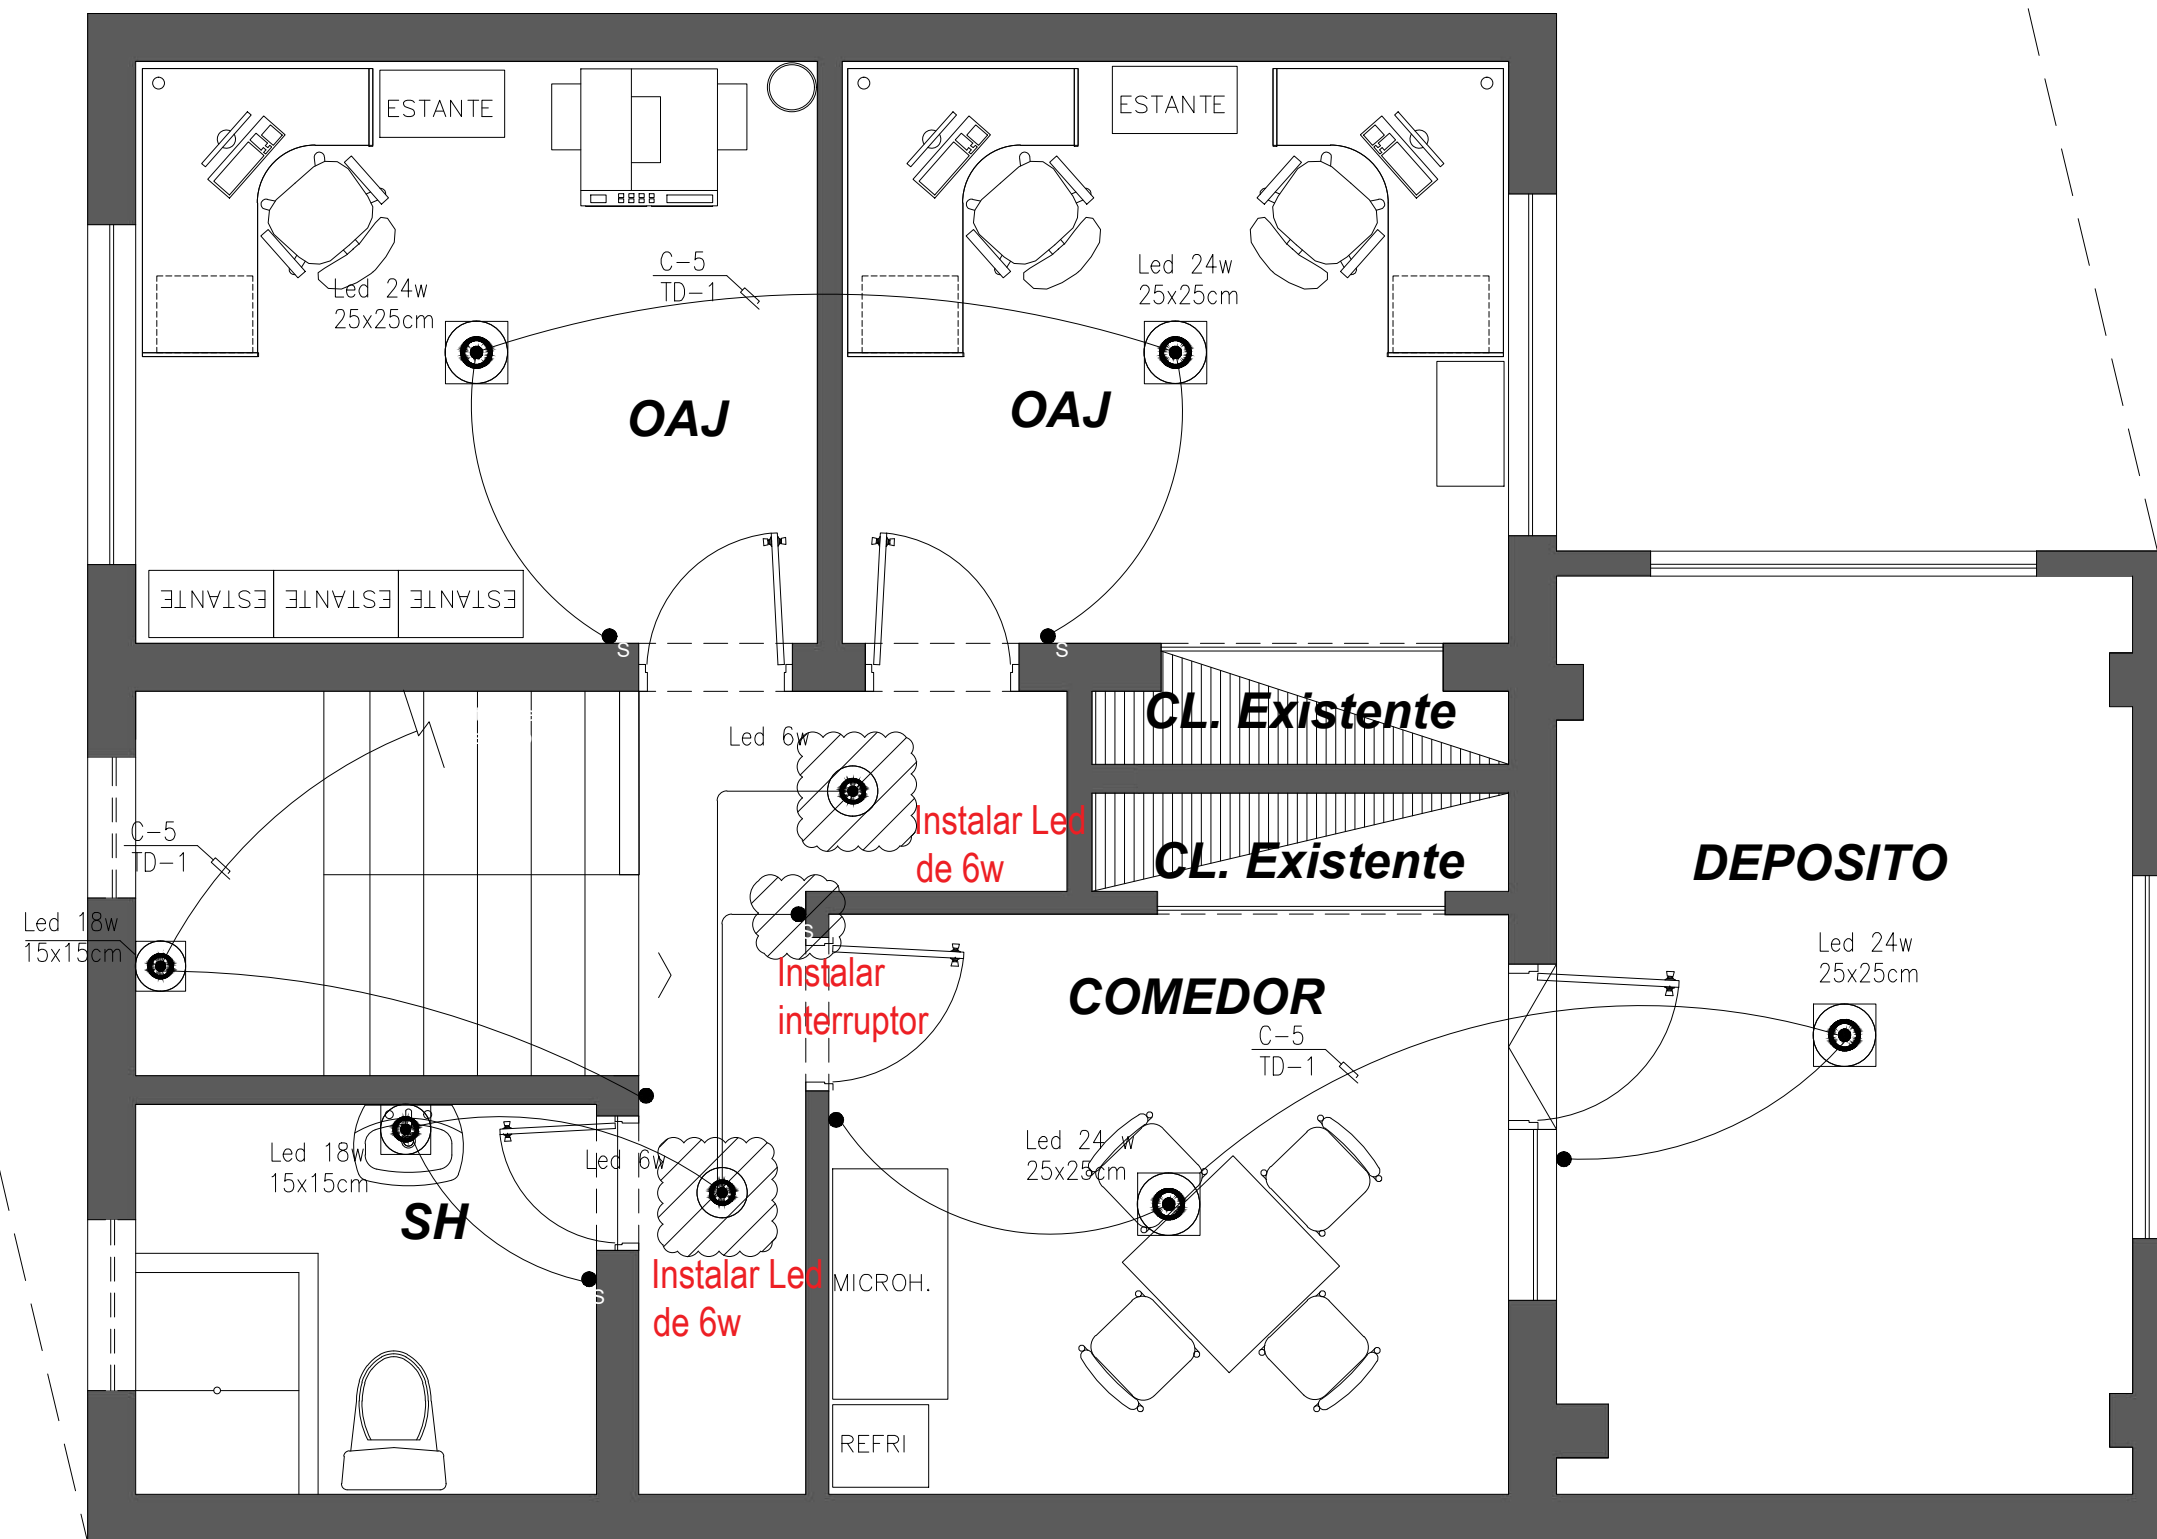 ESTANTE
ESTANTE
C-5
TD-1
Led 24w
25x25cm
Led 24w
25x25cm
OAJ
OAJ
ESTANTE
ESTANTE
ESTANTE
S
S
CL. Existente
Led 6w
Instalar Led
de 6w
C-5
TD-1
CL. Existente
DEPOSITO
Led 18w
15x15cm
S
Instalar
interruptor
COMEDOR
C-5
TD-1
Led 24w
25x25cm
Led 18w
15x15cm
Led 6w
Led 24 w
25x25cm
SH
S
Instalar Led
de 6w
MICROH.
REFRI